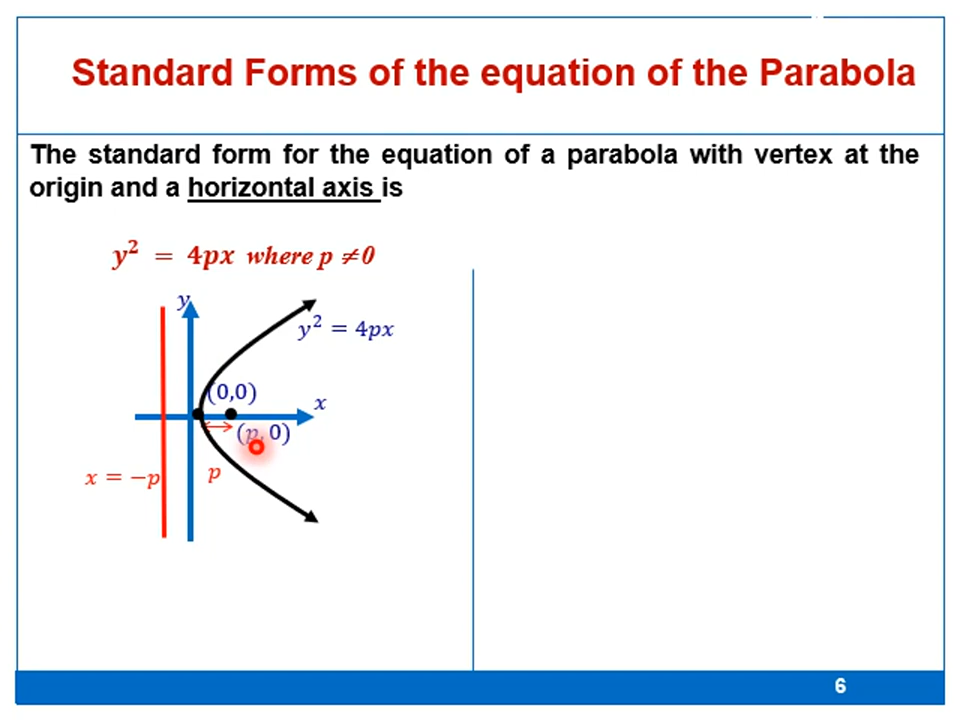 Standard Forms of the equation of the Parabola
The standard form for the equation of a parabola with vertex at the
origin and a horizontal axis is
y² = 4px where p ≠ 0
y
y² = 4px
(0,0)
x
(p, 0)
x = −p
p
6